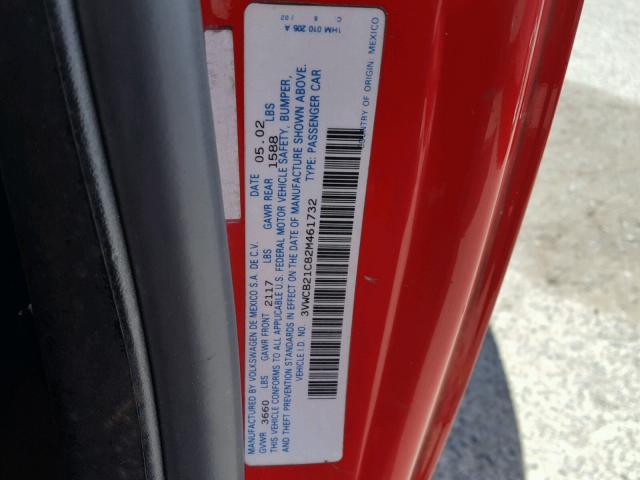 MANUFACTURED BY VOLKSWAGEN DE MEXICO S.A. DE C.V. DATE 05.02
GVWR 3660 LBS GAWR FRONT 2117 LBS GAWR REAR 1588 LBS
THIS VEHICLE CONFORMS TO ALL APPLICABLE U.S. FEDERAL MOTOR VEHICLE SAFETY, BUMPER,
AND THEFT PREVENTION STANDARDS IN EFFECT ON THE DATE OF MANUFACTURE SHOWN ABOVE.
VEHICLE I.D. NO. 3VWCB21C82M461732 TYPE: PASSENGER CAR
COUNTRY OF ORIGIN: MEXICO
1HM 010 205 A
C 8 / 02